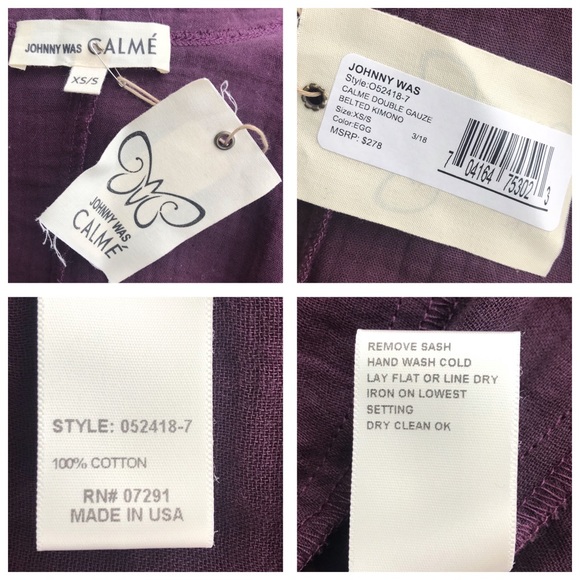 JOHNNY WAS CALMÉ
XS/S
JOHNNY WAS
CALMÉ
JOHNNY WAS
Style:O52418-7
CALME DOUBLE GAUZE
BELTED KIMONO
Size:XS/S 3/18
Color:EGG
MSRP: $278
7 04164 75302 3
STYLE: 052418-7
100% COTTON
RN# 07291
MADE IN USA
REMOVE SASH
HAND WASH COLD
LAY FLAT OR LINE DRY
IRON ON LOWEST
SETTING
DRY CLEAN OK